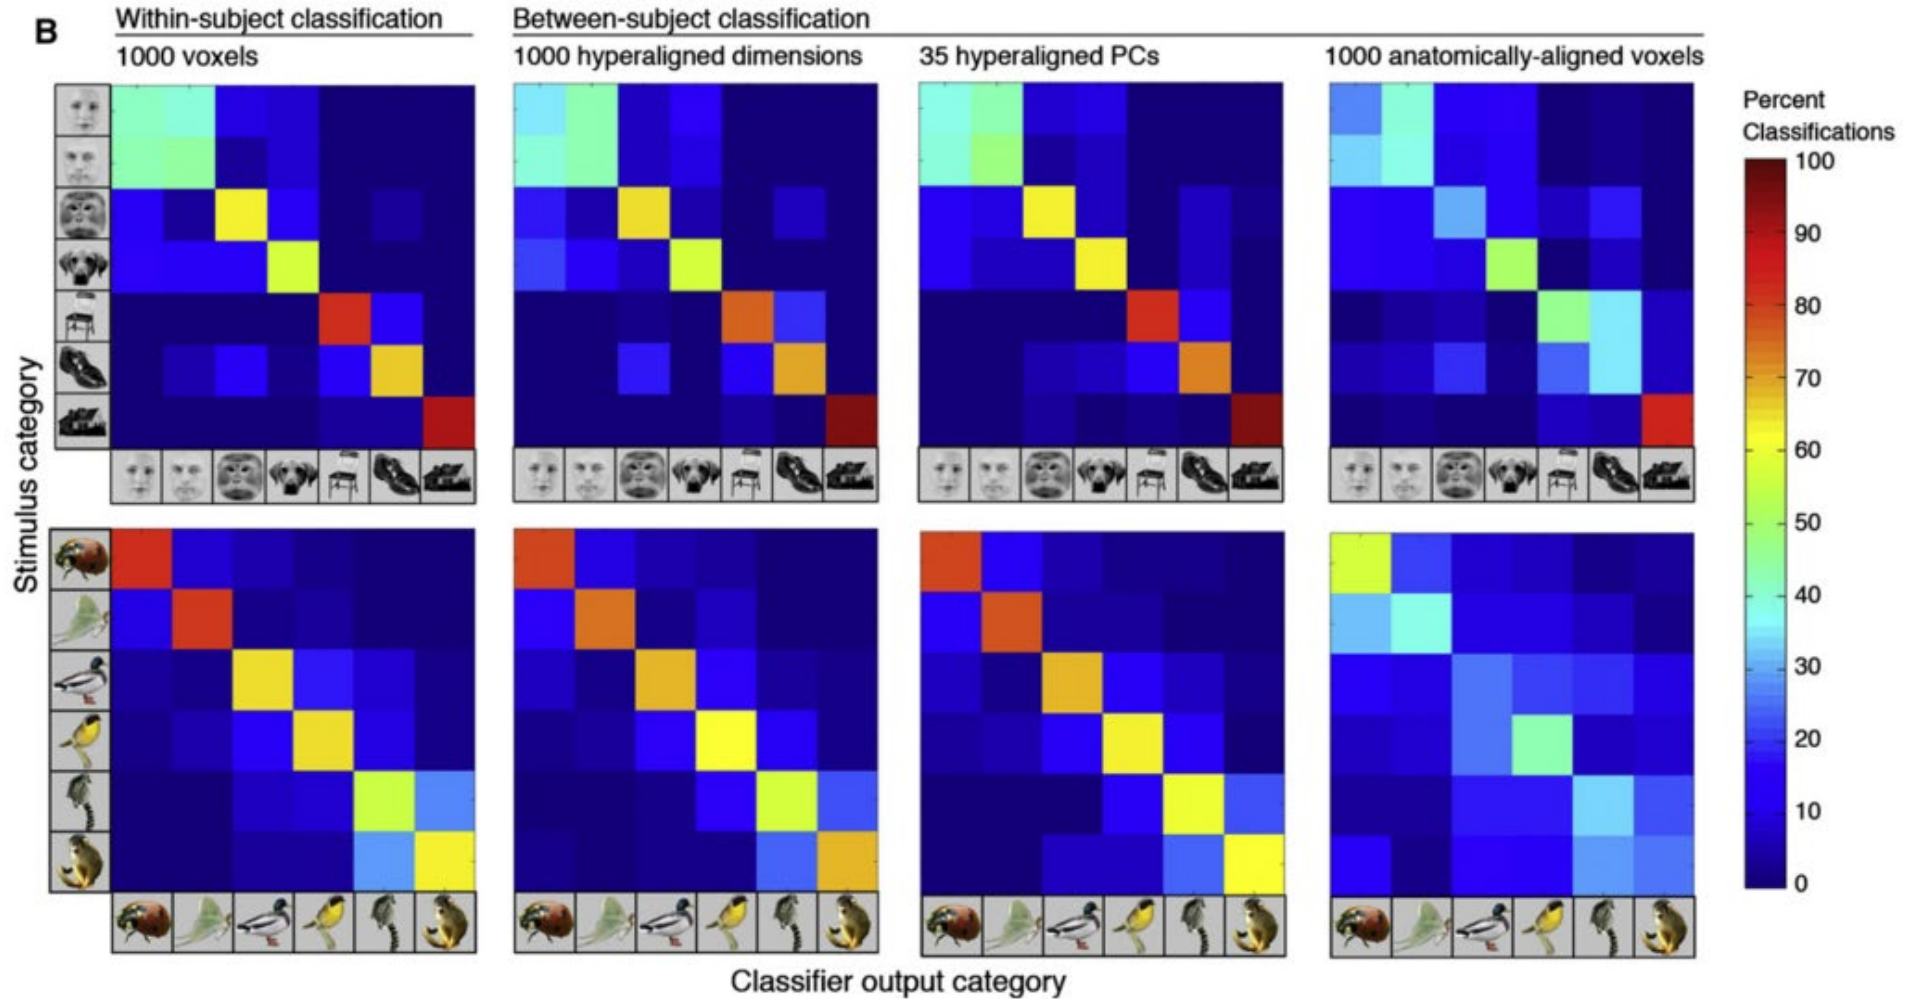 B
Within-subject classification
Between-subject classification
1000 voxels
1000 hyperaligned dimensions
35 hyperaligned PCs
1000 anatomically-aligned voxels
Percent
Classifications
100
90
80
70
60
50
40
30
20
10
0
Stimulus category
Classifier output category